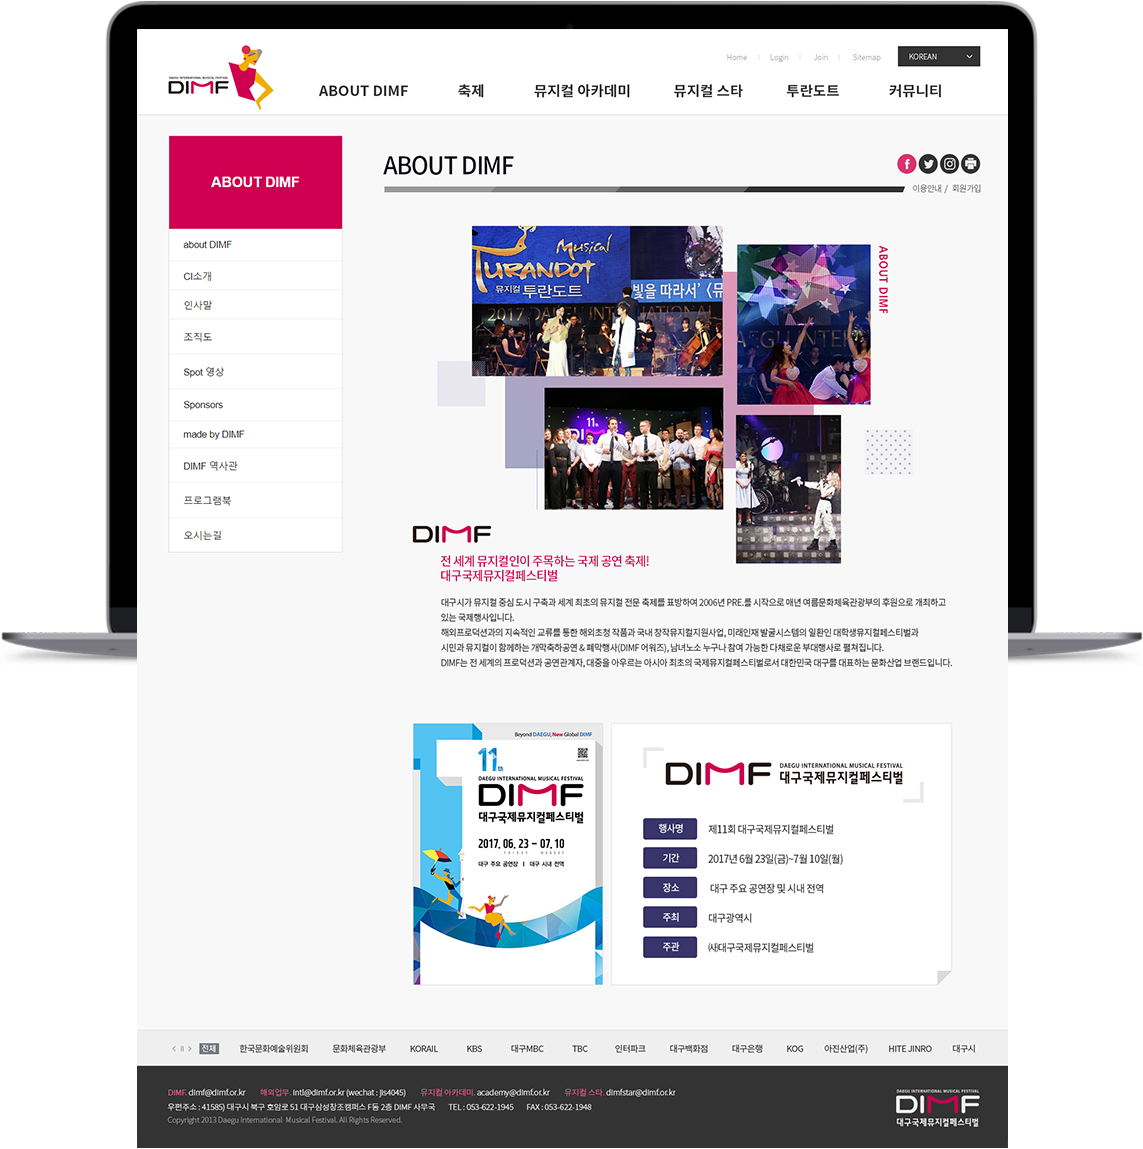 DAEGU INTERNATIONAL MUSICAL FESTIVAL
DIMF
Home | Login | Join | Sitemap
KOREAN
ABOUT DIMF 축제 뮤지컬 아카데미 뮤지컬 스타 투란도트 커뮤니티
ABOUT DIMF
about DIMF
CI소개
인사말
조직도
Spot 영상
Sponsors
made by DIMF
DIMF 역사관
프로그램북
오시는길
ABOUT DIMF
이용안내 / 회원가입
Musical
TURANDOT
뮤지컬 투란도트
빛을 따라서' <뮤
2017 DAEGU INTERNATIONAL
DAEGU INTER
ABOUT DIMF
11th
DIMF
DIMF
전 세계 뮤지컬인이 주목하는 국제 공연 축제!
대구국제뮤지컬페스티벌
대구시가 뮤지컬 중심 도시 구축과 세계 최초의 뮤지컬 전문 축제를 표방하여 2006년 PRE.를 시작으로 매년 여름문화체육관광부의 후원으로 개최하고
있는 국제행사입니다.
해외프로덕션과의 지속적인 교류를 통한 해외초청 작품과 국내 창작뮤지컬지원사업, 미래인재 발굴시스템의 일환인 대학생뮤지컬페스티벌과
시민과 뮤지컬이 함께하는 개막축하공연 & 폐막행사(DIMF 어워즈), 남녀노소 누구나 참여 가능한 다채로운 부대행사로 펼쳐집니다.
DIMF는 전 세계의 프로덕션과 공연관계자, 대중을 아우르는 아시아 최초의 국제뮤지컬페스티벌로서 대한민국 대구를 대표하는 문화산업 브랜드입니다.
Beyond DAEGU, New Global DIMF
11th
DAEGU INTERNATIONAL MUSICAL FESTIVAL
DIMF
대구국제뮤지컬페스티벌
2017. 06. 23 – 07. 10
FRIDAY MONDAY
대구 주요 공연장 | 대구 시내 전역
DIMF DAEGU INTERNATIONAL MUSICAL FESTIVAL
대구국제뮤지컬페스티벌
행사명 제11회 대구국제뮤지컬페스티벌
기간 2017년 6월 23일(금)~7월 10일(월)
장소 대구 주요 공연장 및 시내 전역
주최 대구광역시
주관 ㈔대구국제뮤지컬페스티벌
전체 한국문화예술위원회 문화체육관광부 KORAIL KBS 대구MBC TBC 인터파크 대구백화점 대구은행 KOG 아진산업(주) HITE JINRO 대구시
DIMF. dimf@dimf.or.kr 해외업무. intl@dimf.or.kr (wechat : jis4045) 뮤지컬 아카데미. academy@dimf.or.kr 뮤지컬 스타. dimfstar@dimf.or.kr
우편주소 : 41585) 대구시 북구 호암로 51 대구삼성창조캠퍼스 F동 2층 DIMF 사무국 TEL : 053-622-1945 FAX : 053-622-1948
Copyright 2013 Daegu International Musical Festival. All Rights Reserved.
DAEGU INTERNATIONAL MUSICAL FESTIVAL
DIMF
대구국제뮤지컬페스티벌